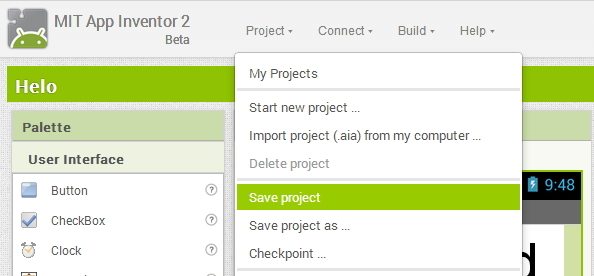 MIT App Inventor 2
Beta
Project Connect Build Help
Helo
My Projects
Start new project ...
Import project (.aia) from my computer ...
Delete project
Save project
Save project as ...
Checkpoint ...
Palette
User Interface
Button ?
CheckBox ?
Clock ?
9:48
d